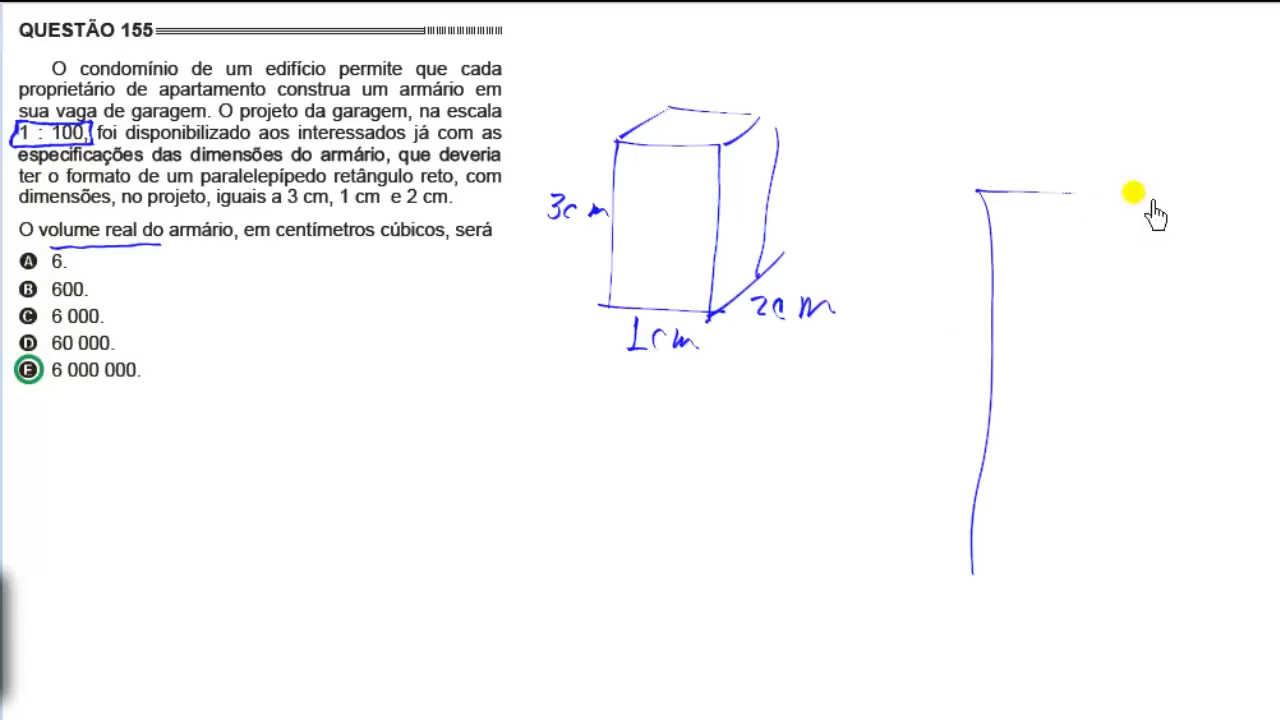 QUESTÃO 155
O condomínio de um edifício permite que cada
proprietário de apartamento construa um armário em
sua vaga de garagem. O projeto da garagem, na escala
1 : 100, foi disponibilizado aos interessados já com as
especificações das dimensões do armário, que deveria
ter o formato de um paralelepípedo retângulo reto, com
dimensões, no projeto, iguais a 3 cm, 1 cm e 2 cm.
O volume real do armário, em centímetros cúbicos, será
A 6.
B 600.
C 6 000.
D 60 000.
E 6 000 000.
3cm
2cm
1cm